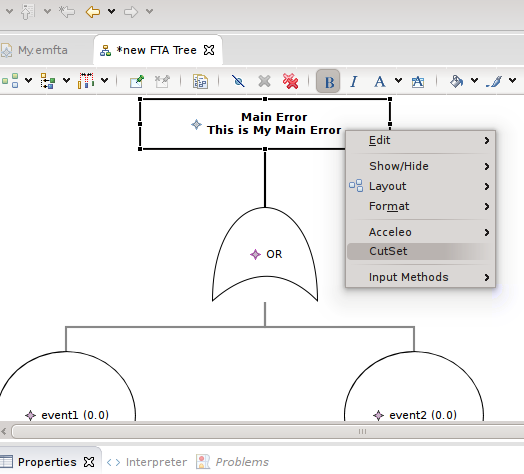 My.emfta
*new FTA Tree
B I A A
Main Error
This is My Main Error
Edit
Show/Hide
Layout
Format
Acceleo
CutSet
Input Methods
OR
event1 (0.0)
event2 (0.0)
Properties
Interpreter
Problems